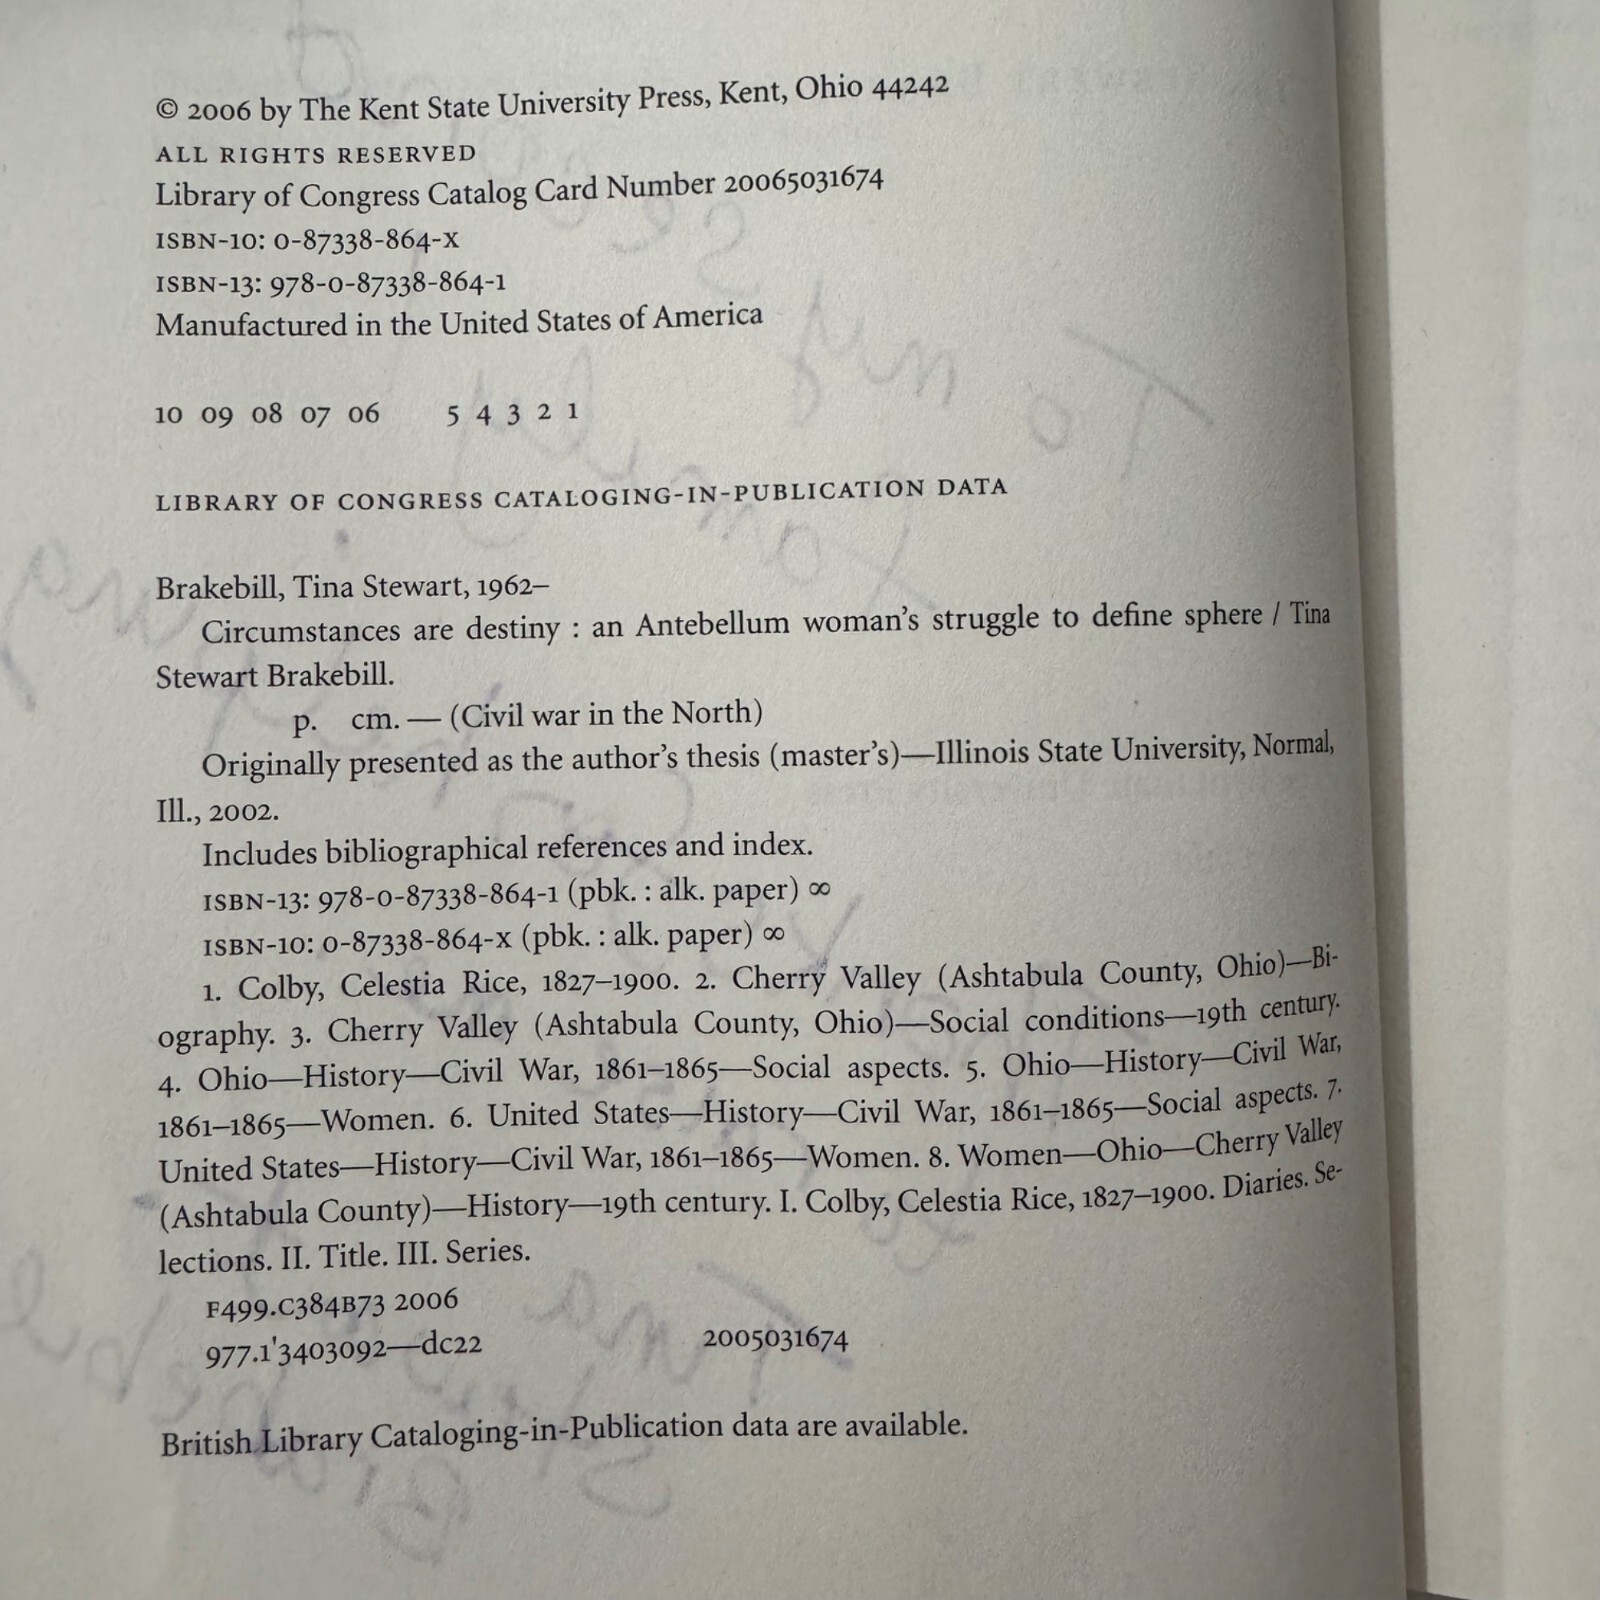 © 2006 by The Kent State University Press, Kent, Ohio 44242
ALL RIGHTS RESERVED
Library of Congress Catalog Card Number 20065031674
ISBN-10: 0-87338-864-X
ISBN-13: 978-0-87338-864-1
Manufactured in the United States of America
10 09 08 07 06 5 4 3 2 1
LIBRARY OF CONGRESS CATALOGING-IN-PUBLICATION DATA
Brakebill, Tina Stewart, 1962–
Circumstances are destiny : an Antebellum woman's struggle to define sphere / Tina
Stewart Brakebill.
p. cm. — (Civil war in the North)
Originally presented as the author's thesis (master's)—Illinois State University, Normal,
Ill., 2002.
Includes bibliographical references and index.
ISBN-13: 978-0-87338-864-1 (pbk. : alk. paper) ∞
ISBN-10: 0-87338-864-X (pbk. : alk. paper) ∞
1. Colby, Celestia Rice, 1827–1900. 2. Cherry Valley (Ashtabula County, Ohio)—Bi-
ography. 3. Cherry Valley (Ashtabula County, Ohio)—Social conditions—19th century.
4. Ohio—History—Civil War, 1861–1865—Social aspects. 5. Ohio—History—Civil War,
1861–1865—Women. 6. United States—History—Civil War, 1861–1865—Social aspects. 7.
United States—History—Civil War, 1861–1865—Women. 8. Women—Ohio—Cherry Valley
(Ashtabula County)—History—19th century. I. Colby, Celestia Rice, 1827–1900. Diaries. Se-
lections. II. Title. III. Series.
F499.C384B73 2006
977.1'3403092—dc22 2005031674
British Library Cataloging-in-Publication data are available.